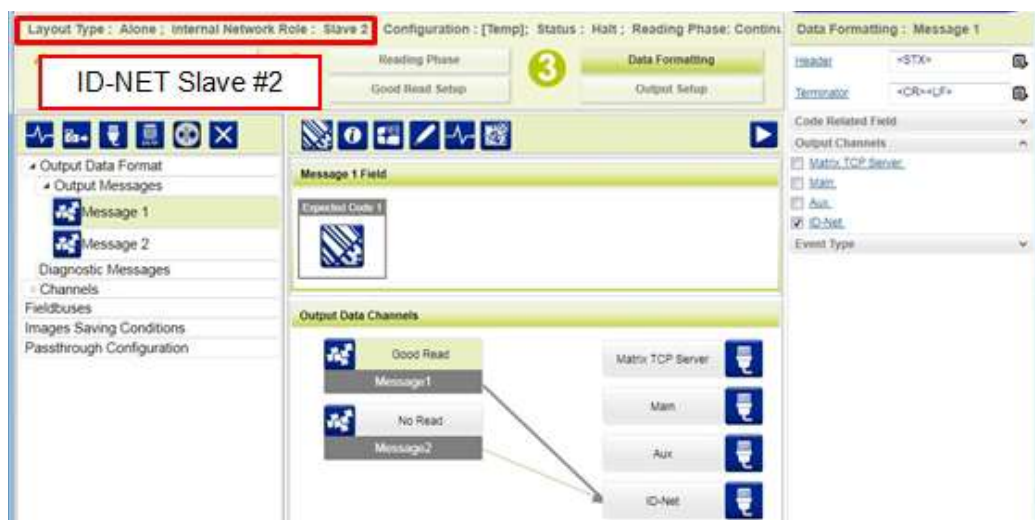 Layout Type : Alone ; Internal Network Role : Slave 2 Configuration : [Temp]; Status : Halt ; Reading Phase: Continu
ID-NET Slave #2
Reading Phase
Good Read Setup
3
Data Formatting
Output Setup
Output Data Format
Output Messages
Message 1
Message 2
Diagnostic Messages
Channels
Fieldbuses
Images Saving Conditions
Passthrough Configuration
Message 1 Field
Expected Code 1
Output Data Channels
Good Read
Message1
No Read
Message2
Matrix TCP Server
Main
Aux
ID-Net
Data Formatting : Message 1
Header <STX>
Terminator <CR><LF>
Code Related Field
Output Channels
Matrix TCP Server
Main
Aux
ID-Net
Event Type